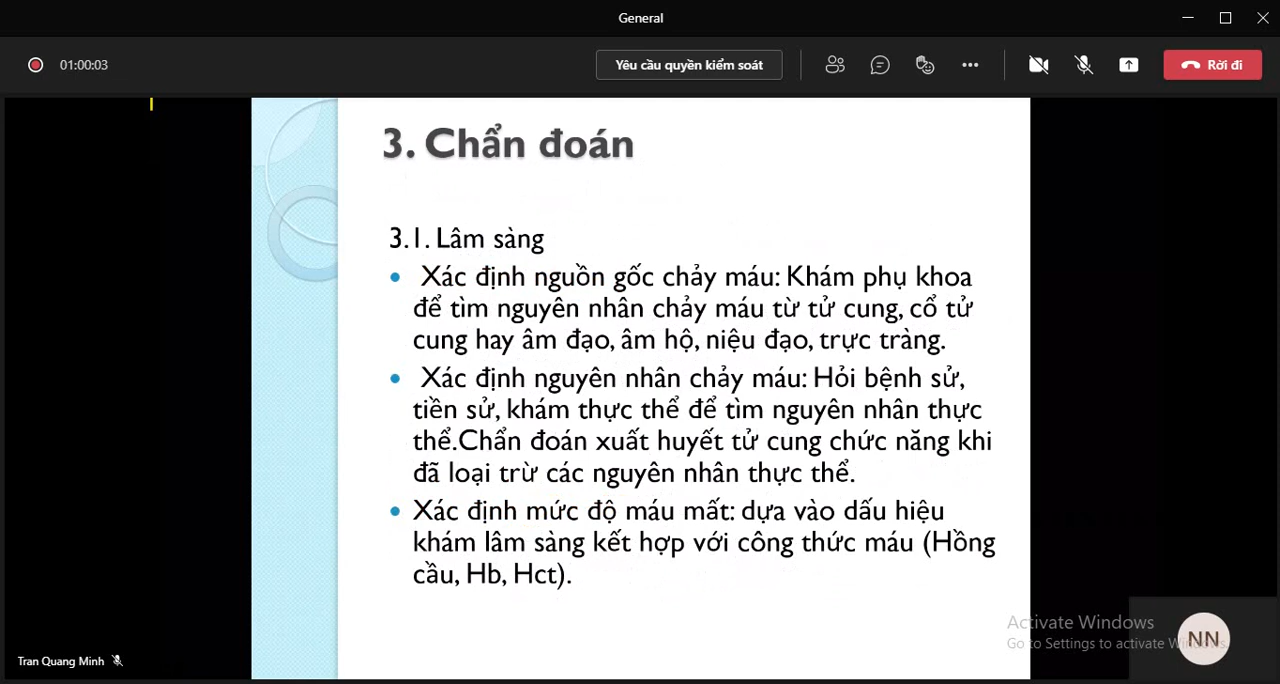 General
01:00:03
Yêu cầu quyền kiểm soát
Rời đi
3. Chẩn đoán
3.1. Lâm sàng
• Xác định nguồn gốc chảy máu: Khám phụ khoa
để tìm nguyên nhân chảy máu từ tử cung, cổ tử
cung hay âm đạo, âm hộ, niệu đạo, trực tràng.
• Xác định nguyên nhân chảy máu: Hỏi bệnh sử,
tiền sử, khám thực thể để tìm nguyên nhân thực
thể.Chẩn đoán xuất huyết tử cung chức năng khi
đã loại trừ các nguyên nhân thực thể.
• Xác định mức độ máu mất: dựa vào dấu hiệu
khám lâm sàng kết hợp với công thức máu (Hồng
cầu, Hb, Hct).
Activate Windows
Go to Settings to activate Windows.
NN
Tran Quang Minh